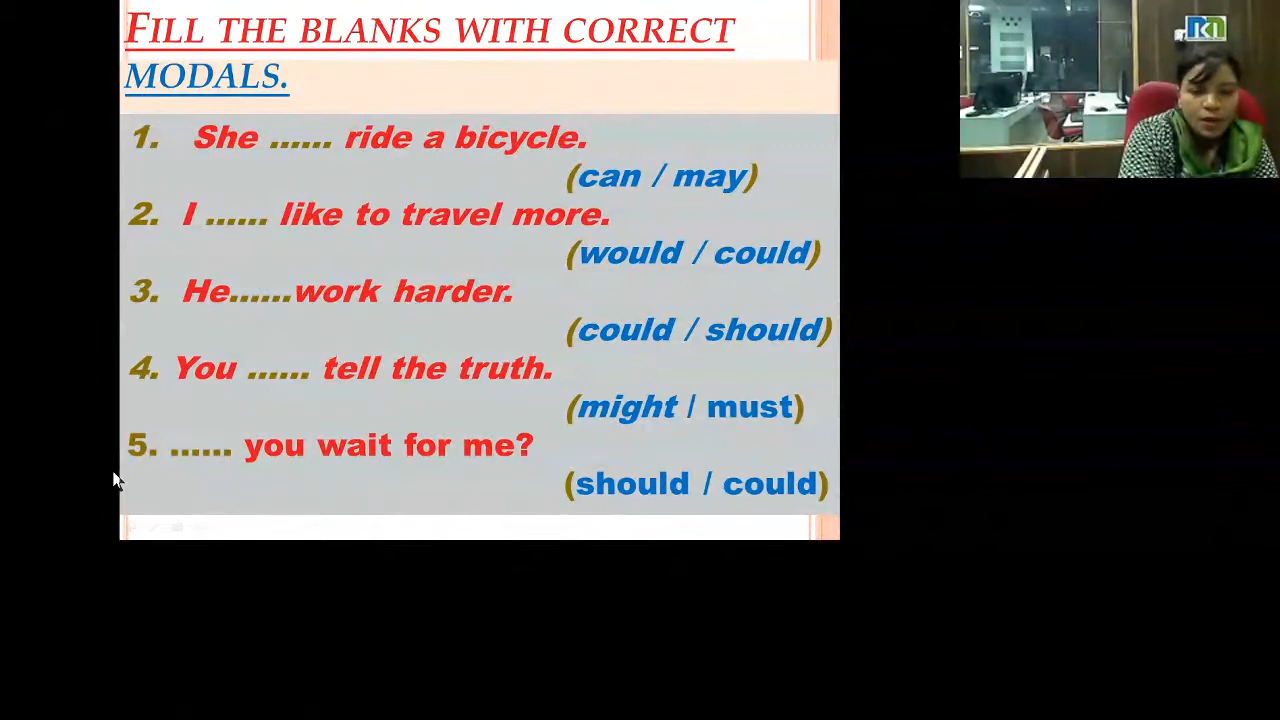 FILL THE BLANKS WITH CORRECT
MODALS.
1. She ...... ride a bicycle.
(can / may)
2. I ...... like to travel more.
(would / could)
3. He......work harder.
(could / should)
4. You ...... tell the truth.
(might / must)
5. ...... you wait for me?
(should / could)